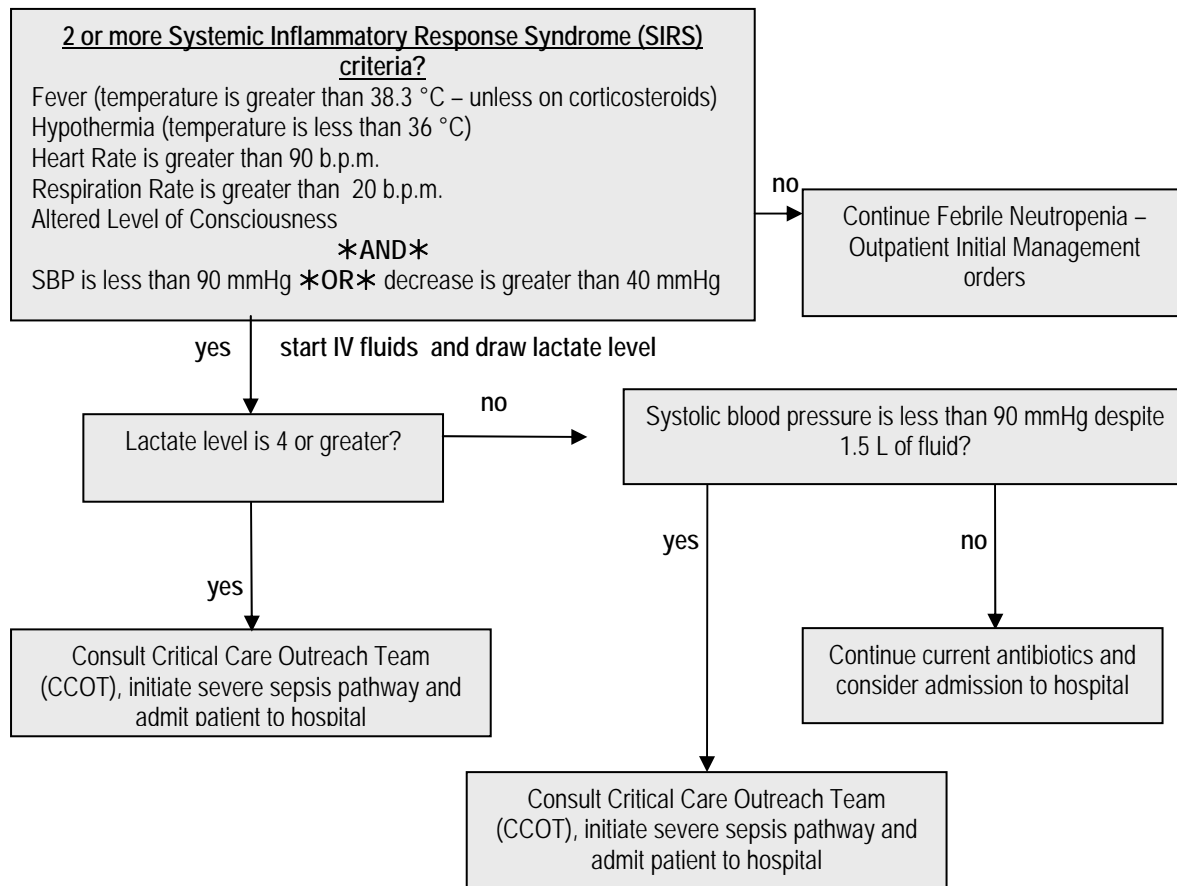 2 or more Systemic Inflammatory Response Syndrome (SIRS)
criteria?
Fever (temperature is greater than 38.3 °C – unless on corticosteroids)
Hypothermia (temperature is less than 36 °C)
Heart Rate is greater than 90 b.p.m.
Respiration Rate is greater than 20 b.p.m.
Altered Level of Consciousness
*AND*
SBP is less than 90 mmHg *OR* decrease is greater than 40 mmHg
no
Continue Febrile Neutropenia –
Outpatient Initial Management
orders
yes
start IV fluids and draw lactate level
Lactate level is 4 or greater?
no
Systolic blood pressure is less than 90 mmHg despite
1.5 L of fluid?
yes
Consult Critical Care Outreach Team
(CCOT), initiate severe sepsis pathway and
admit patient to hospital
yes
no
Continue current antibiotics and
consider admission to hospital
Consult Critical Care Outreach Team
(CCOT), initiate severe sepsis pathway and
admit patient to hospital